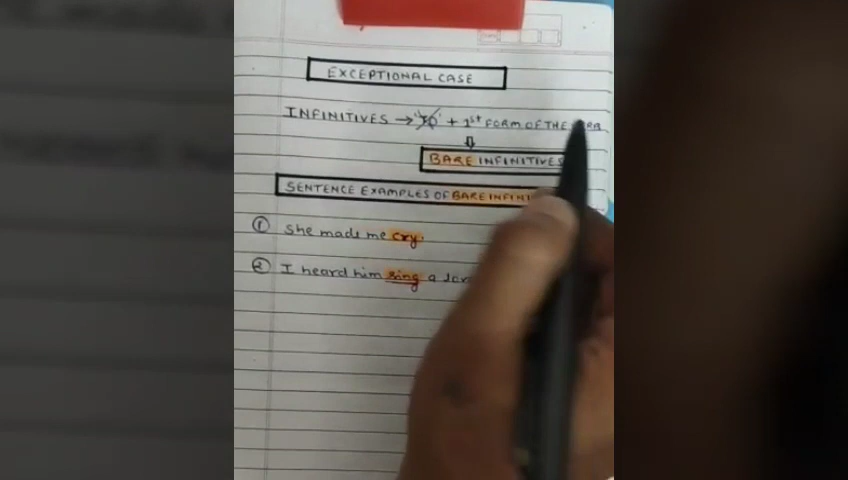 EXCEPTIONAL CASE
INFINITIVES → 'TO' + 1st FORM OF THE
BARE INFINITIVES
SENTENCE EXAMPLES OF BARE
① She made me cry.
② I heard him sing a